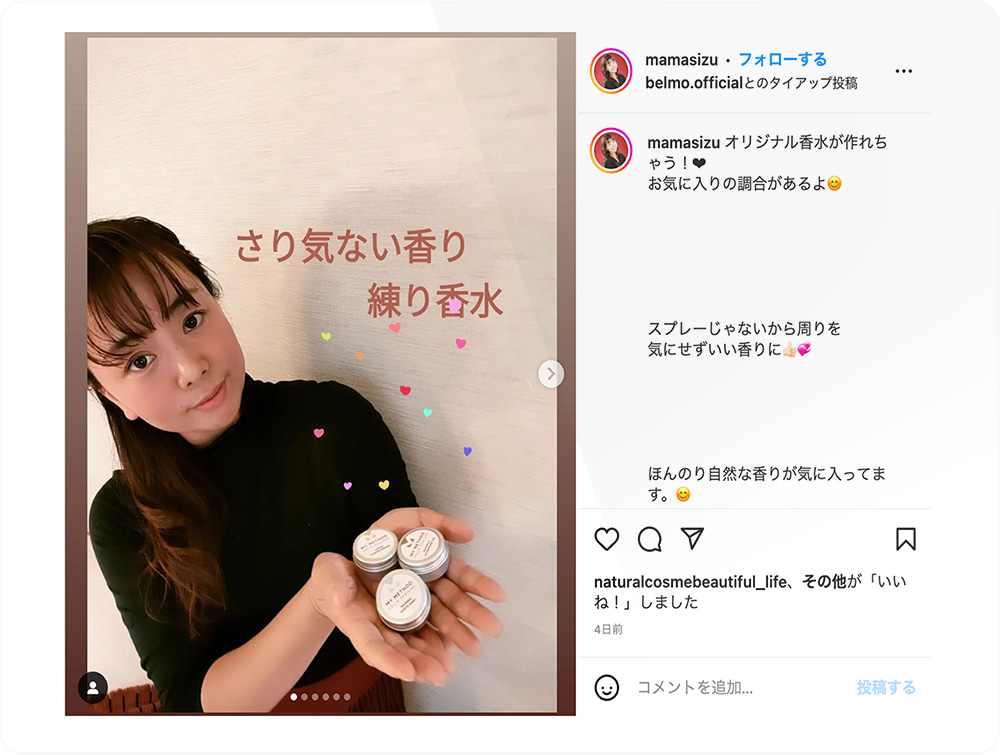 さり気ない香り
練り香水
MY METHOD
MY METHOD
MY METHOD
mamasizu • フォローする
belmo.officialとのタイアップ投稿
mamasizu オリジナル香水が作れち
ゃう！❤
お気に入りの調合があるよ😊
スプレーじゃないから周りを
気にせずいい香りに👍🏻💞
ほんのり自然な香りが気に入ってま
す。😊
naturalcosmebeautiful_life、その他が「いい
ね！」しました
4日前
コメントを追加...
投稿する